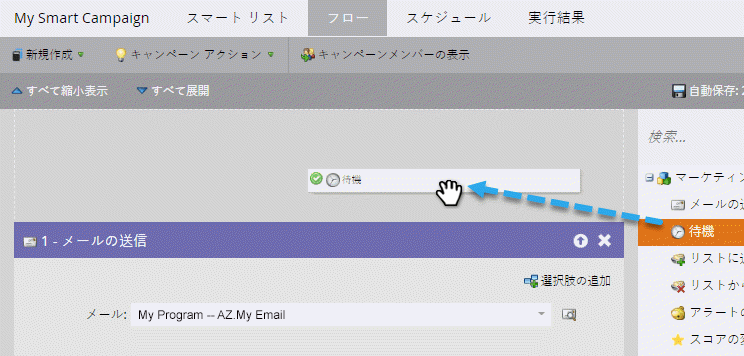 My Smart Campaign スマート リスト フロー スケジュール 実行結果
新規作成 キャンペーン アクション キャンペーンメンバーの表示
すべて縮小表示 すべて展開 自動保存: 2
検索...
待機
マーケティン
メールの送
1 - メールの送信
待機
選択肢の追加
リストに追
リストから
メール: My Program -- AZ.My Email
アラートの
スコアの変